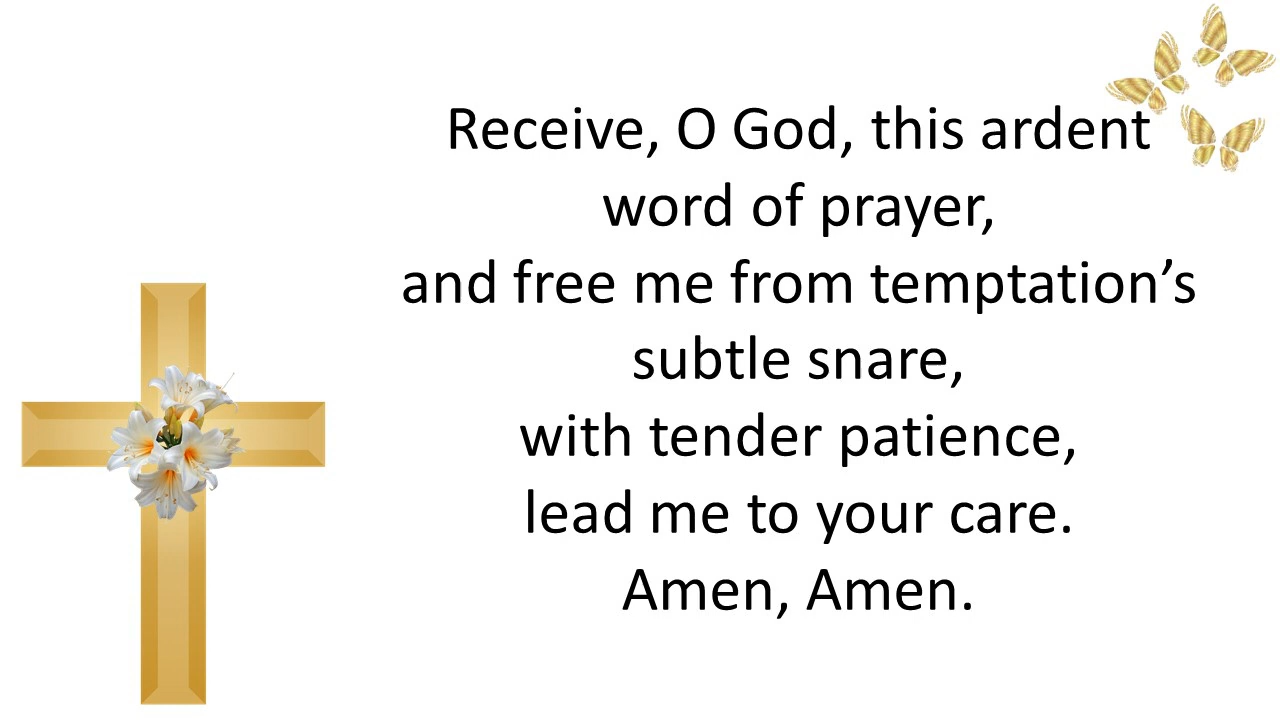 Receive, O God, this ardent
word of prayer,
and free me from temptation’s
subtle snare,
with tender patience,
lead me to your care.
Amen, Amen.